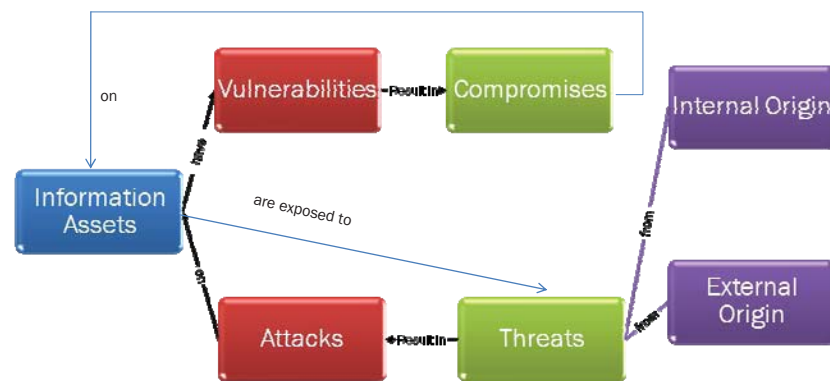 Vulnerabilities
Result in
Compromises
Internal Origin
on
have
Information
Assets
are exposed to
from
on
Attacks
Result in
Threats
from
External
Origin